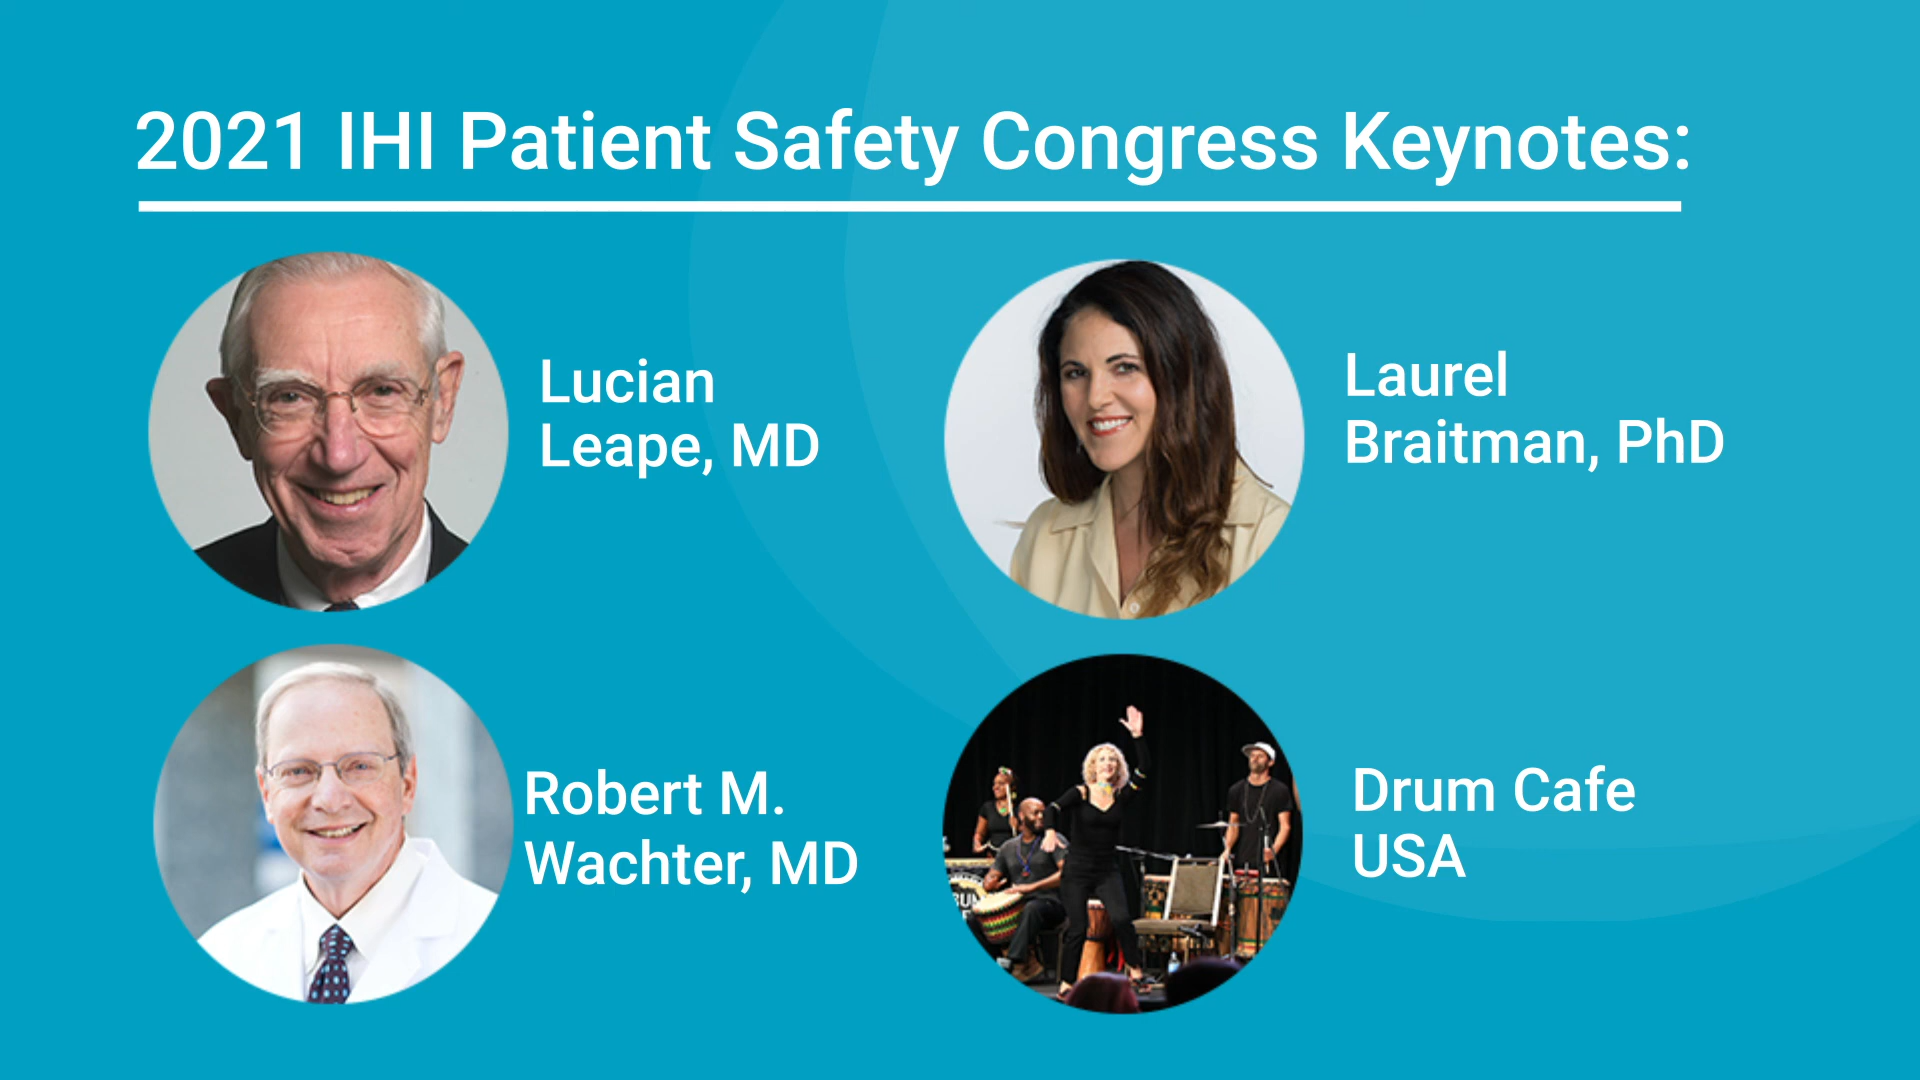 2021 IHI Patient Safety Congress Keynotes:
Lucian
Leape, MD
Laurel
Braitman, PhD
Robert M.
Wachter, MD
Drum Cafe
USA